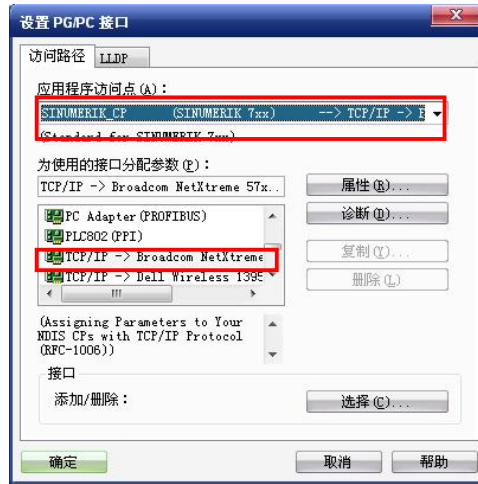 设置 PG/PC 接口
访问路径 LLDP
应用程序访问点(A)：
SINUMERIK_CP (SINUMERIK 7xx) --> TCP/IP -> B
(Standard for SINUMERIK 7xx)
为使用的接口分配参数(P)：
TCP/IP -> Broadcom NetXtreme 57x..
属性(R)...
PC Adapter(PROFIBUS)
诊断(D)...
PLC802(PPI)
TCP/IP -> Broadcom NetXtreme
复制(Y)...
TCP/IP -> Dell Wireless 1395
删除(L)
(Assigning Parameters to Your
NDIS CPs with TCP/IP Protocol
(RFC-1006))
接口
添加/删除：
选择(C)...
确定
取消
帮助